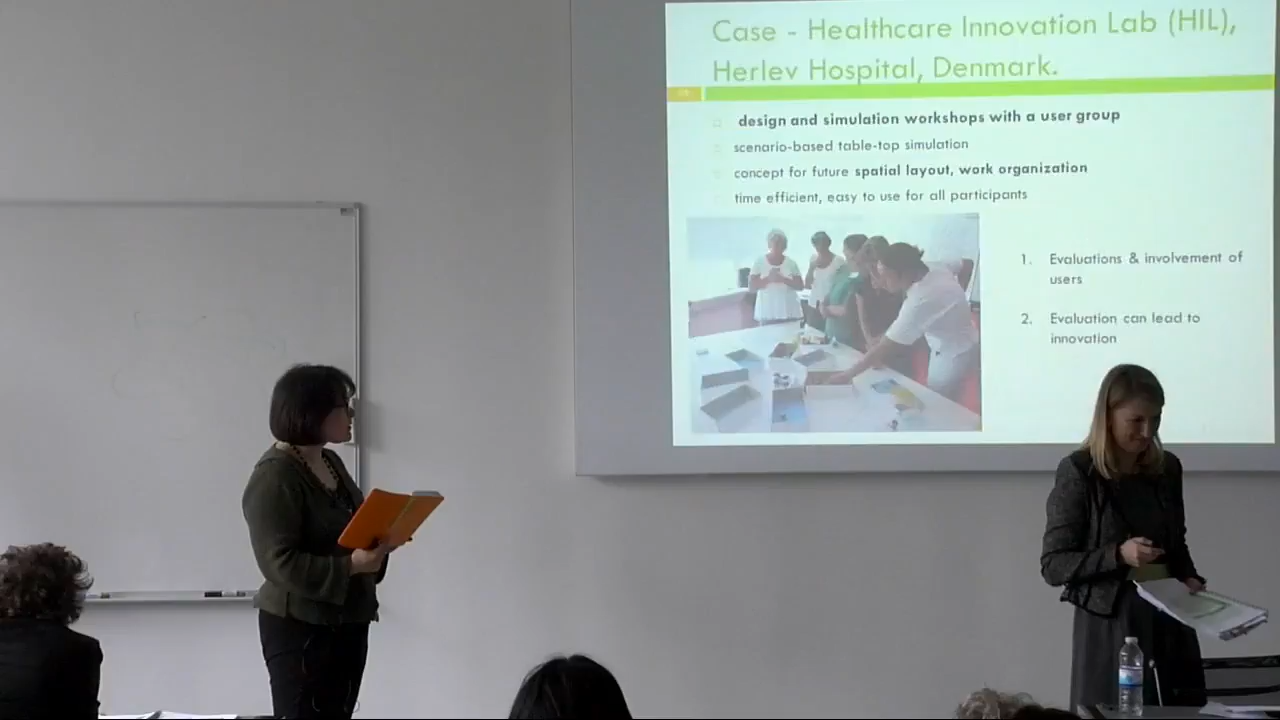 Case - Healthcare Innovation Lab (HIL),
Herlev Hospital, Denmark.
design and simulation workshops with a user group
scenario-based table-top simulation
concept for future spatial layout, work organization
time efficient, easy to use for all participants
1. Evaluations & involvement of
users
2. Evaluation can lead to
innovation